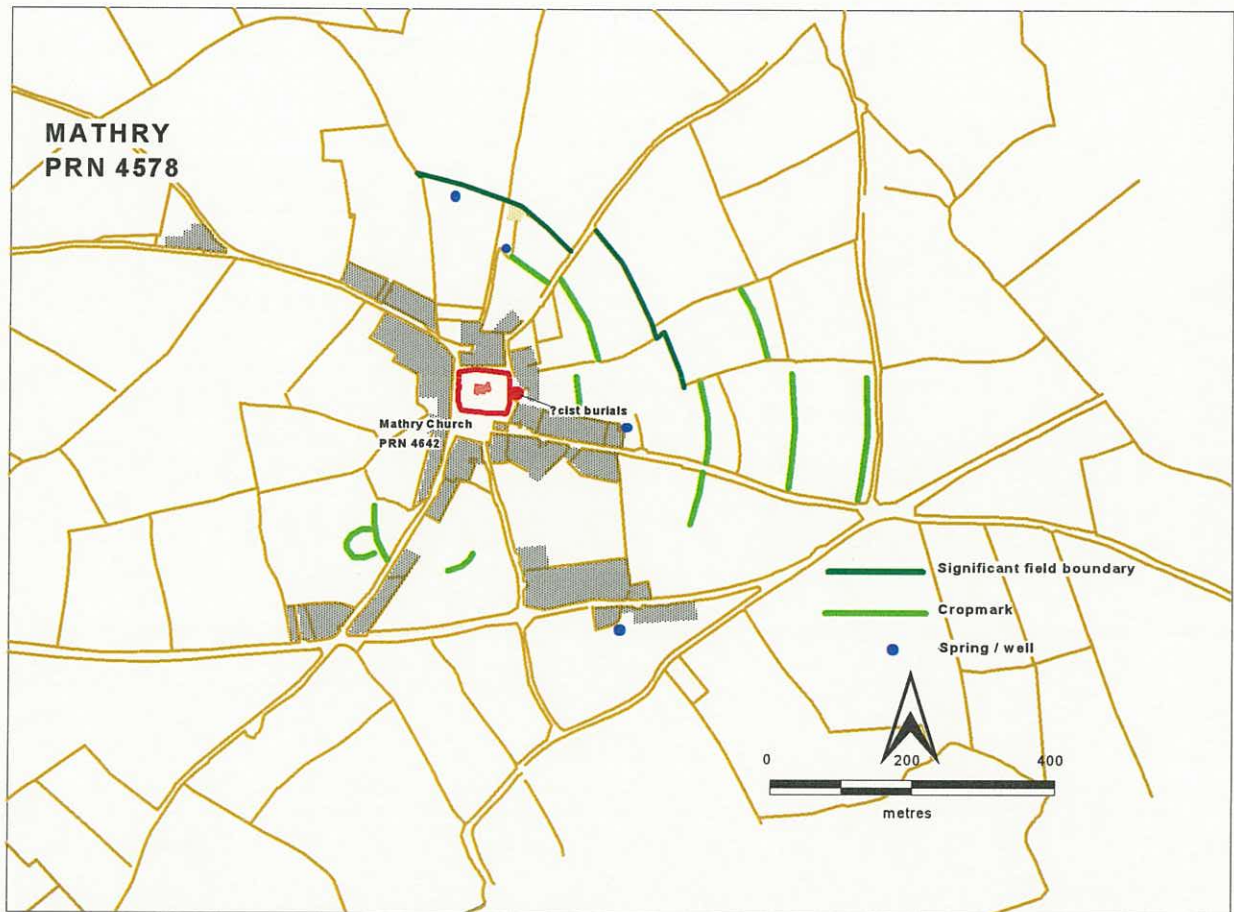 MATHRY
PRN 4578
?cist burials
Mathry Church
PRN 4642
Significant field boundary
Cropmark
Spring / well
0 200 400
metres